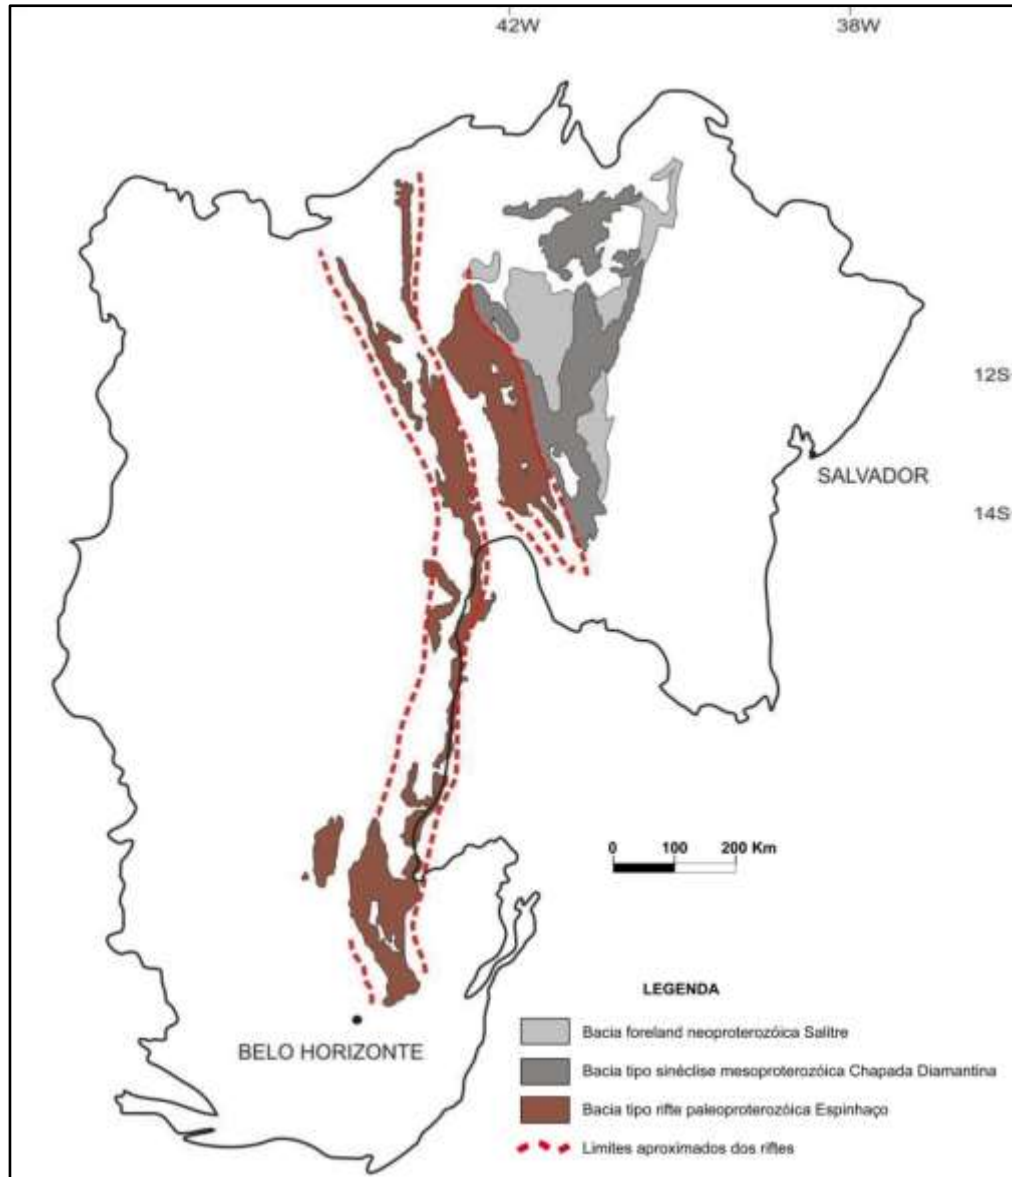 42W
38W
12S
SALVADOR
14S
0 100 200 Km
LEGENDA
Bacia foreland neoproterozóica Salitre
BELO HORIZONTE
Bacia tipo sinéclise mesoproterozóica Chapada Diamantina
Bacia tipo rifte paleoproterozóica Espinhaço
Limites aproximados dos riftes